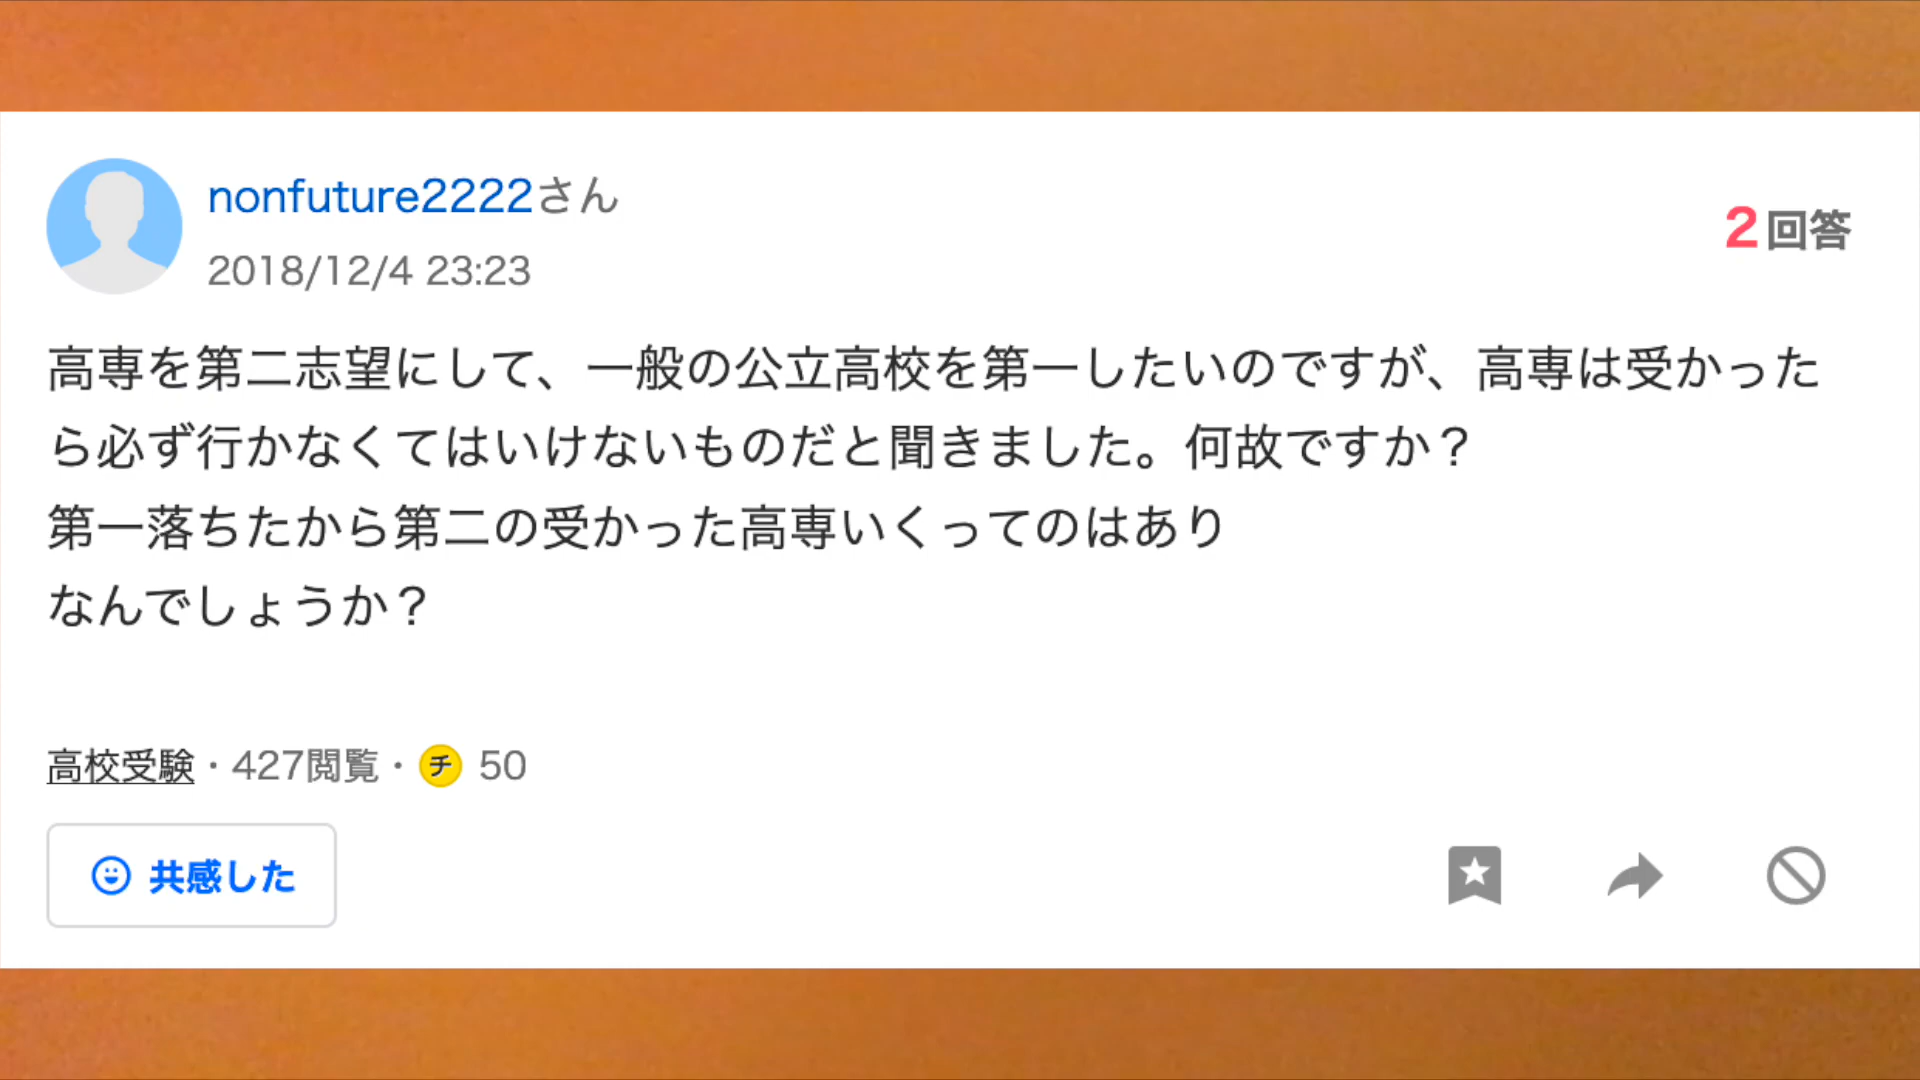 nonfuture2222さん
2018/12/4 23:23
2回答
高専を第二志望にして、一般の公立高校を第一したいのですが、高専は受かった
ら必ず行かなくてはいけないものだと聞きました。何故ですか？
第一落ちたから第二の受かった高専いくってのはあり
なんでしょうか？
高校受験・427閲覧・チ 50
共感した